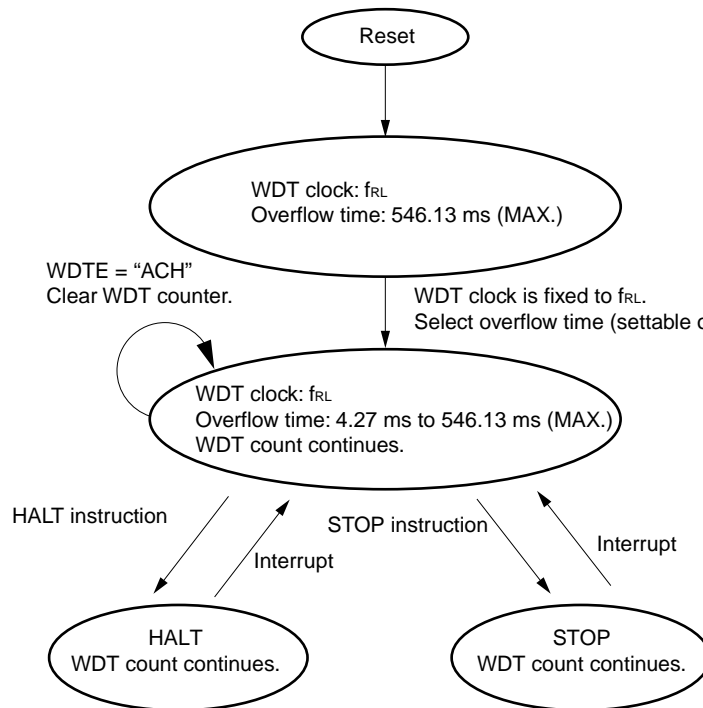 Reset
WDT clock: fRL
Overflow time: 546.13 ms (MAX.)
WDTE = “ACH”
Clear WDT counter.
WDT clock is fixed to fRL.
Select overflow time (settable
WDT clock: fRL
Overflow time: 4.27 ms to 546.13 ms (MAX.)
WDT count continues.
HALT instruction
Interrupt
STOP instruction
Interrupt
HALT
WDT count continues.
STOP
WDT count continues.